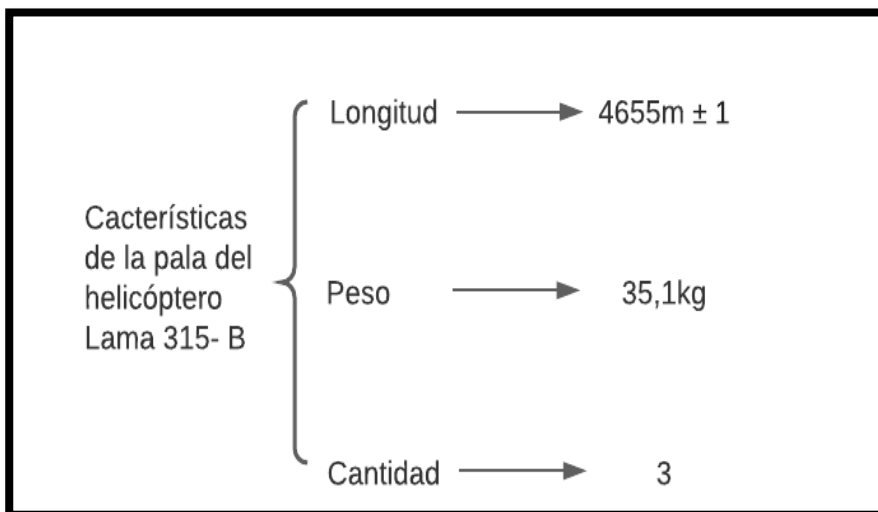 Longitud
4655m ± 1
Cacterísticas
de la pala del
helicóptero
Lama 315- B
Peso
35,1kg
Cantidad
3